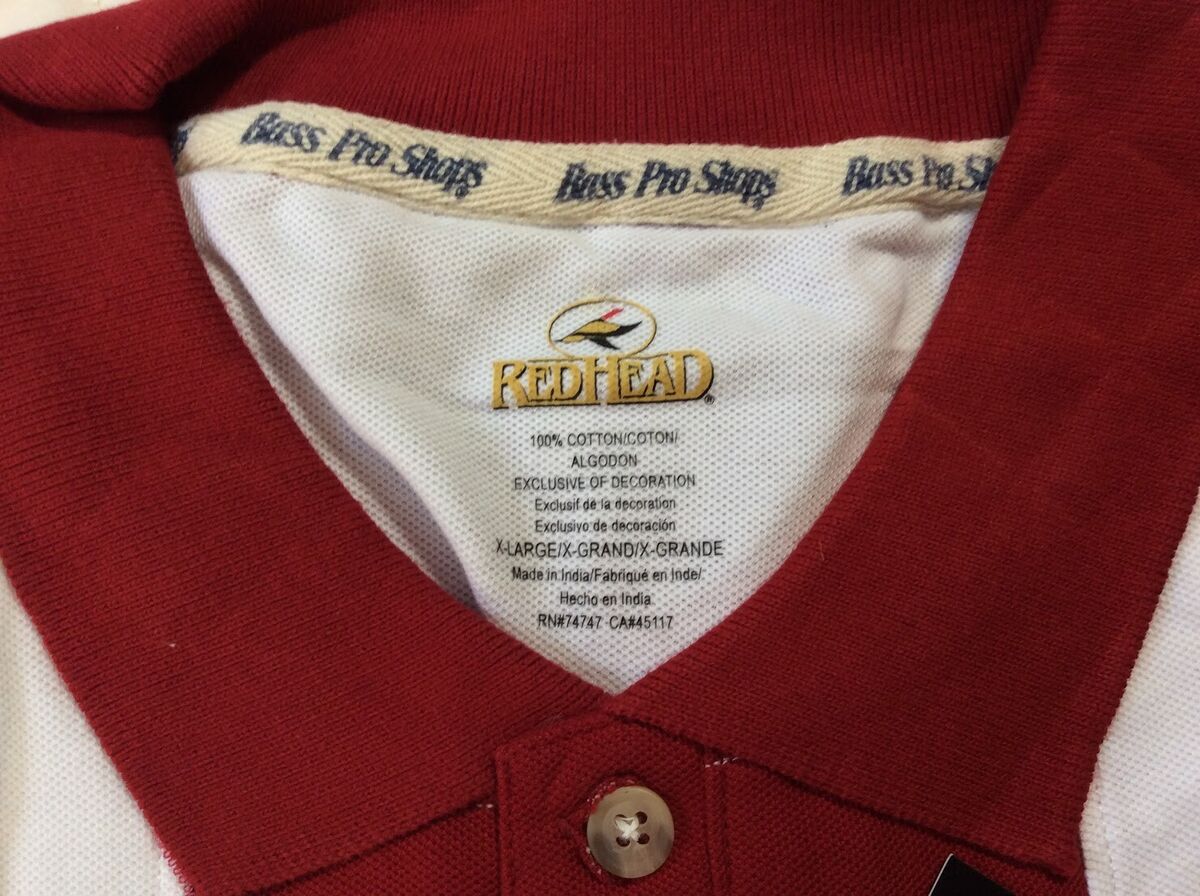 Bass Pro Shops® Bass Pro Shops® Bass Pro
REDHEAD®
100% COTTON/COTON/
ALGODON
EXCLUSIVE OF DECORATION
Exclusif de la decoration
Exclusivo de decoración
X-LARGE/X-GRAND/X-GRANDE
Made in India/Fabriqué en Inde/
Hecho en India
RN#74747 CA#45117